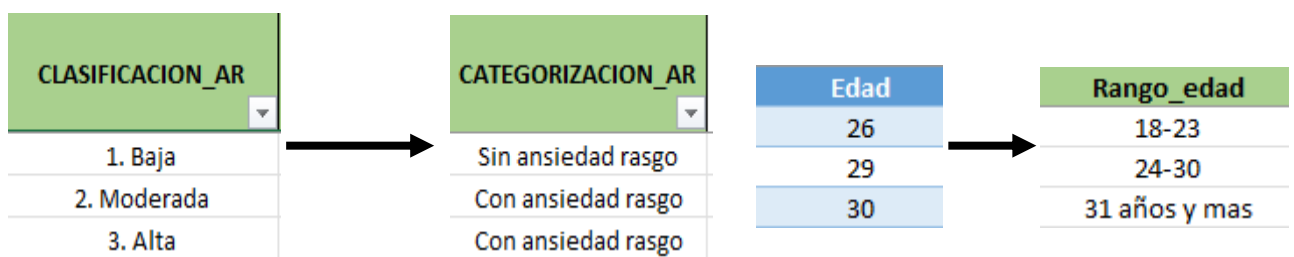 CLASIFICACION_AR
1. Baja
2. Moderada
3. Alta
CATEGORIZACION_AR
Sin ansiedad rasgo
Con ansiedad rasgo
Con ansiedad rasgo
Edad
26
29
30
Rango_edad
18-23
24-30
31 años y mas